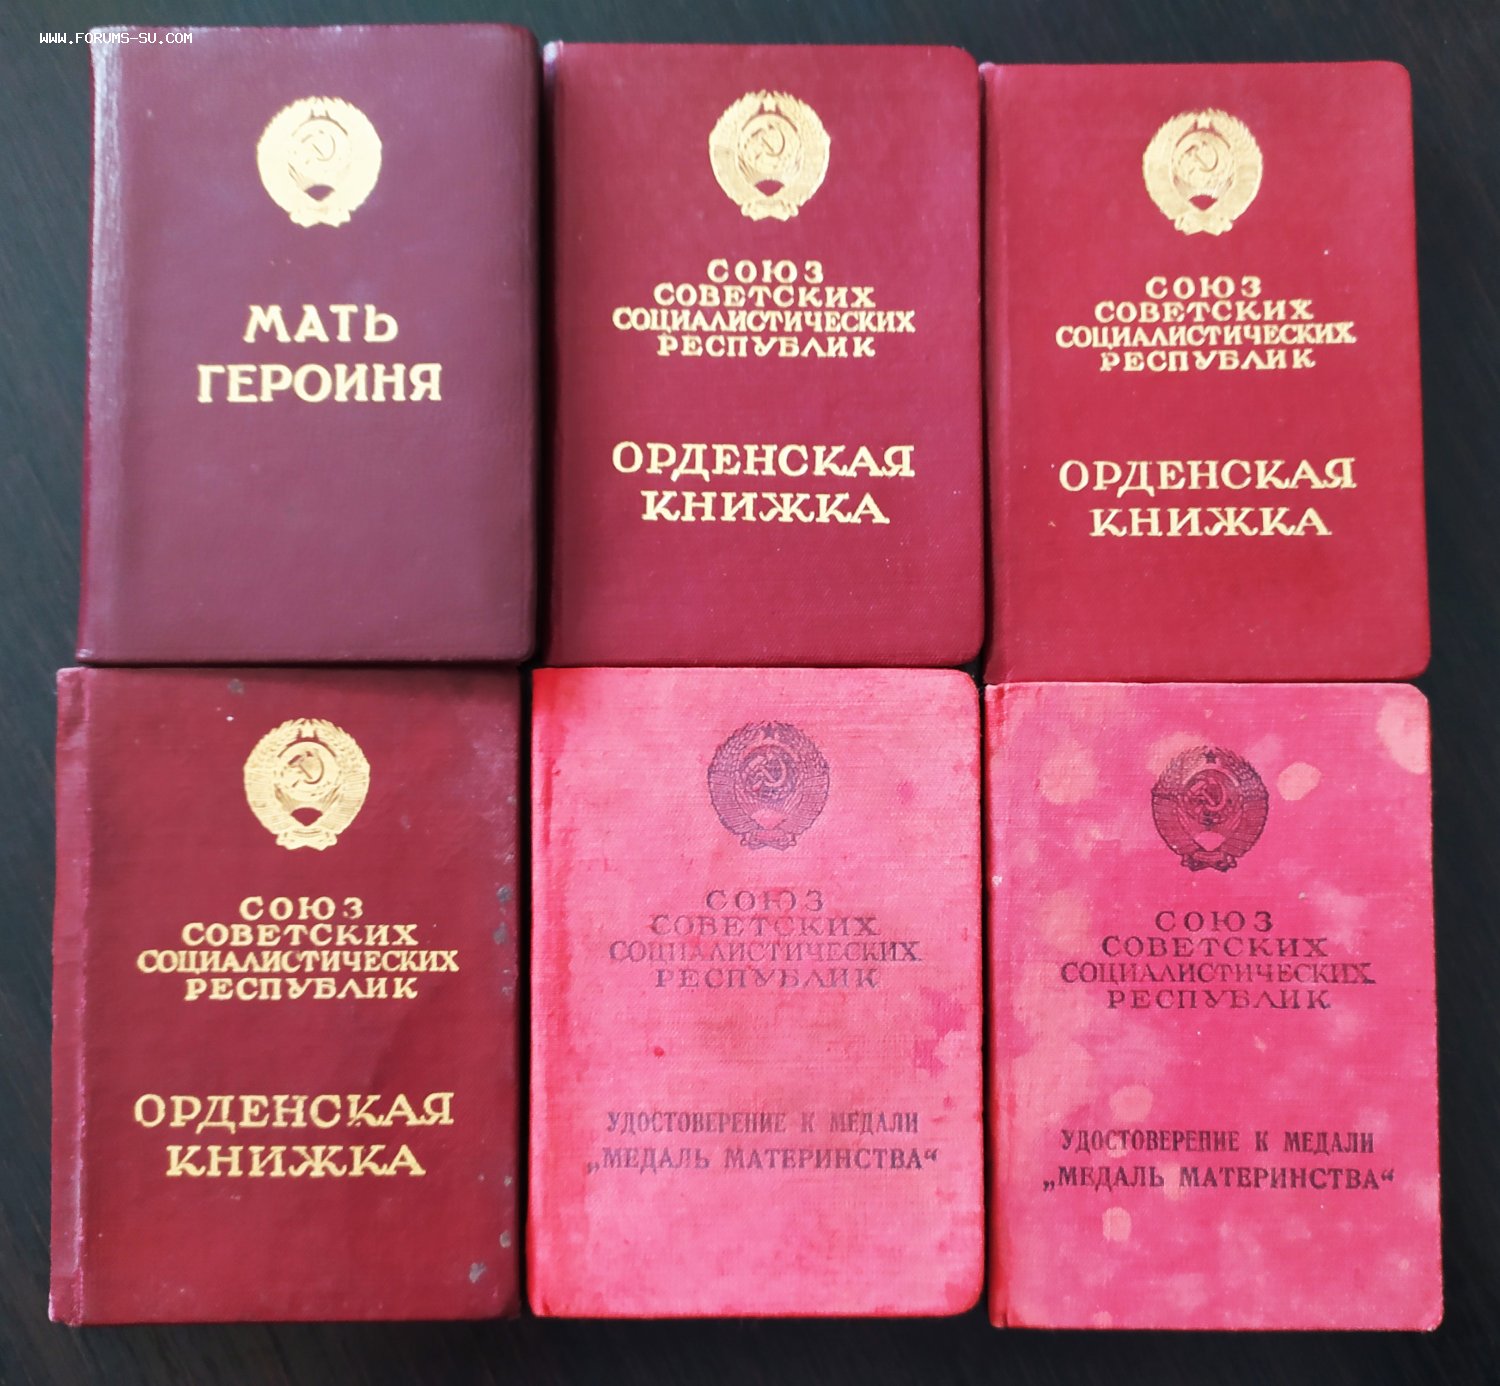 WWW.FORUMS-SU.COM
МАТЬ
ГЕРОИНЯ
СОЮЗ
СОВЕТСКИХ
СОЦИАЛИСТИЧЕСКИХ
РЕСПУБЛИК
ОРДЕНСКАЯ
КНИЖКА
СОЮЗ
СОВЕТСКИХ
СОЦИАЛИСТИЧЕСКИХ
РЕСПУБЛИК
ОРДЕНСКАЯ
КНИЖКА
СОЮЗ
СОВЕТСКИХ
СОЦИАЛИСТИЧЕСКИХ
РЕСПУБЛИК
ОРДЕНСКАЯ
КНИЖКА
СОЮЗ
СОВЕТСКИХ
СОЦИАЛИСТИЧЕСКИХ
РЕСПУБЛИК
УДОСТОВЕРЕНИЕ К МЕДАЛИ
„МЕДАЛЬ МАТЕРИНСТВА“
СОЮЗ
СОВЕТСКИХ
СОЦИАЛИСТИЧЕСКИХ
РЕСПУБЛИК
УДОСТОВЕРЕНИЕ К МЕДАЛИ
„МЕДАЛЬ МАТЕРИНСТВА“